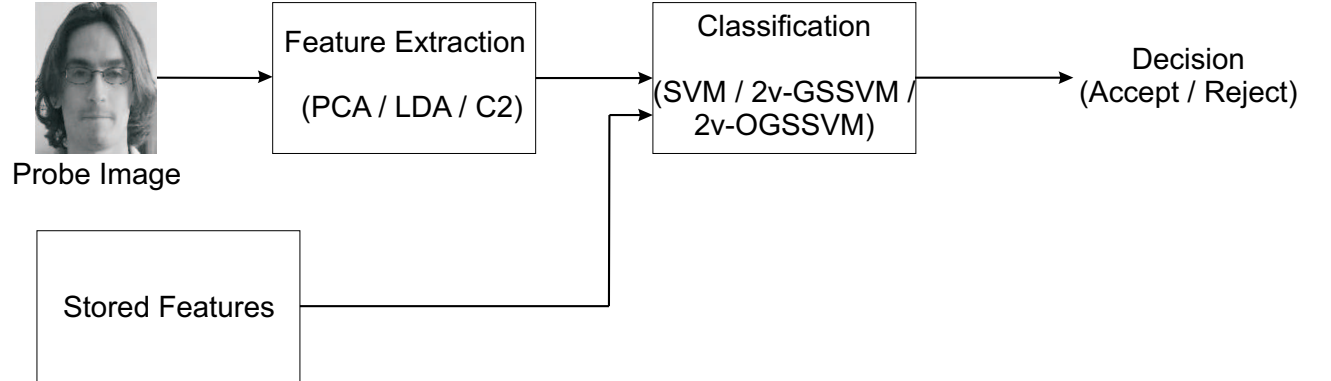 Probe Image
Feature Extraction
(PCA / LDA / C2)
Classification
(SVM / 2v-GSSVM /
2v-OGSSVM)
Decision
(Accept / Reject)
Stored Features